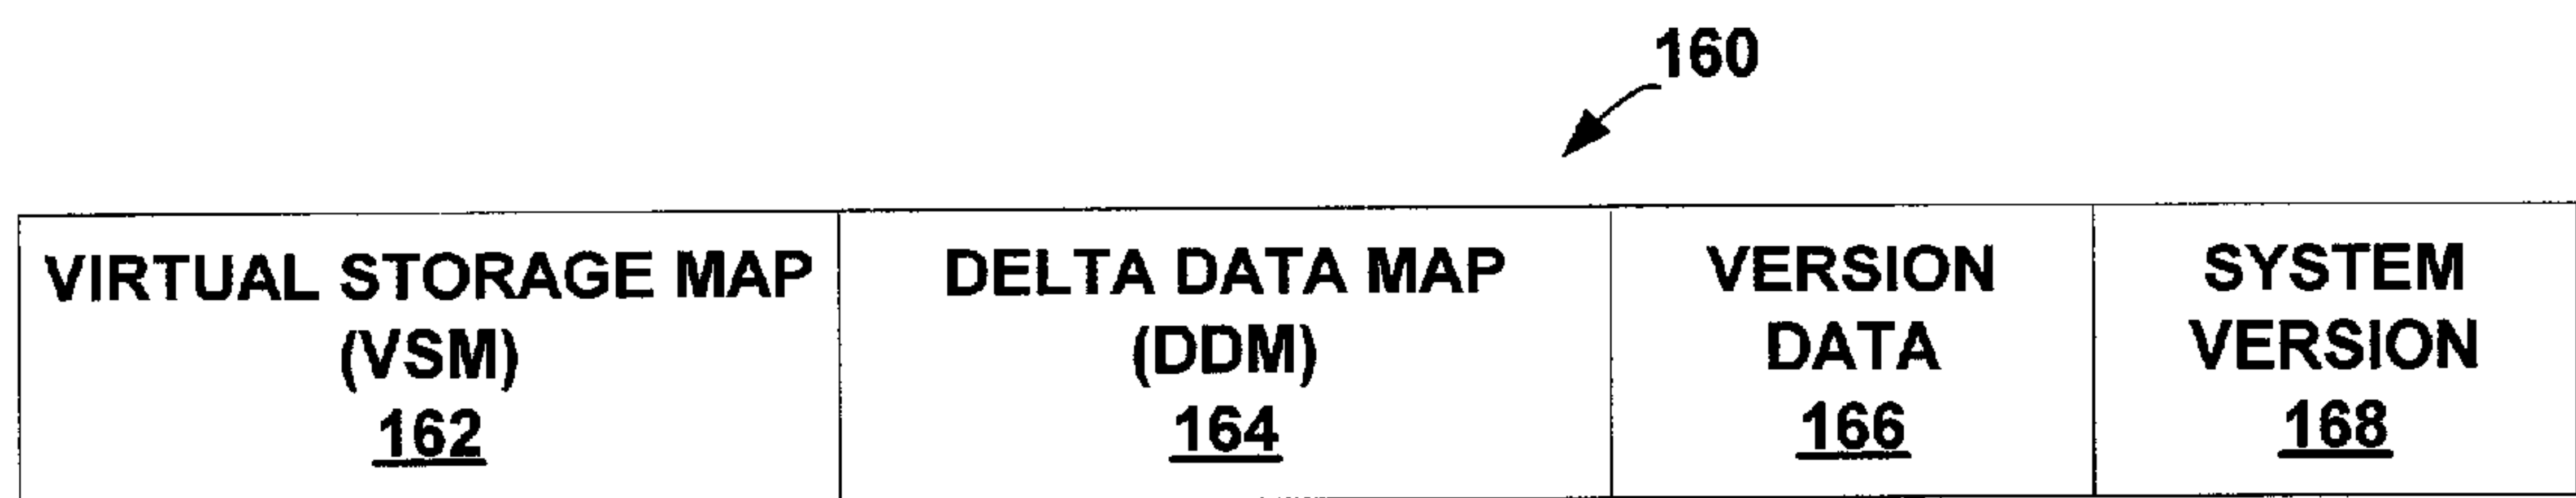 160
VIRTUAL STORAGE MAP
(VSM)
162
DELTA DATA MAP
(DDM)
164
VERSION
DATA
166
SYSTEM
VERSION
168